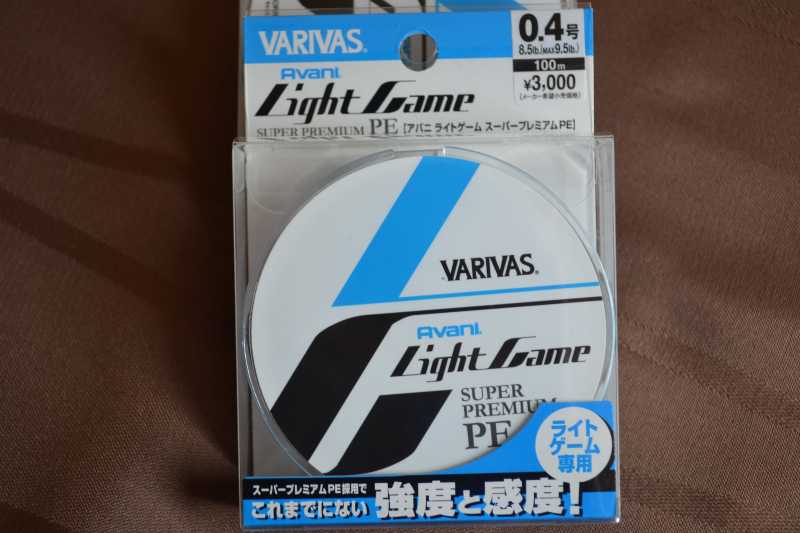 VARIVAS®
0.4号
8.5lb.(MAX9.5lb.)
100m
¥3,000
(メーカー希望小売価格)
Avani
Light Game
SUPER PREMIUM PE [アバニ ライトゲーム スーパープレミアムPE]
VARIVAS®
Avani
Light Game
SUPER
PREMIUM
PE
ライト
ゲーム
専用
スーパープレミアムPE採用で
これまでにない 強度と感度!